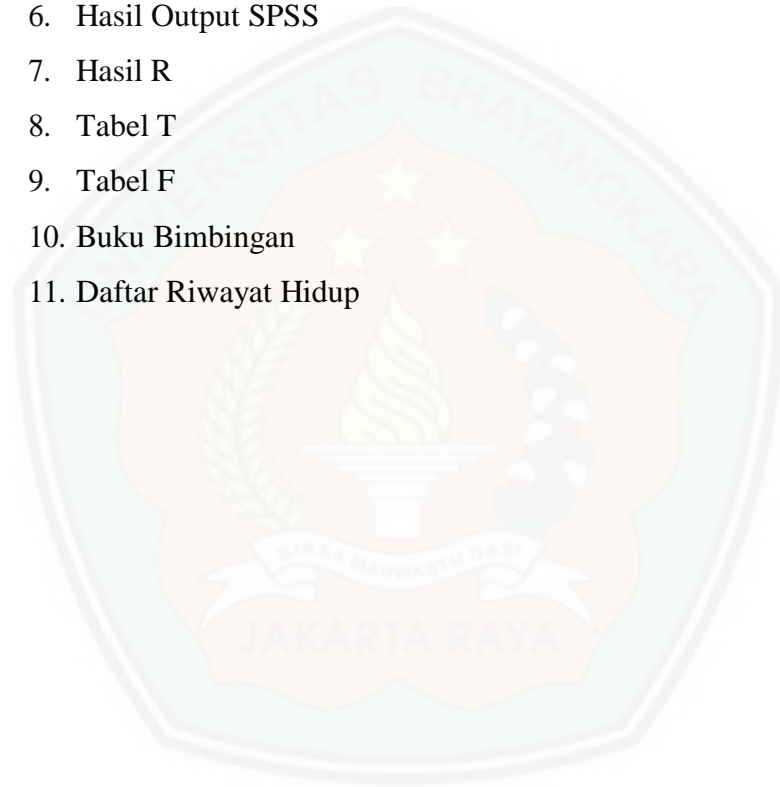 6. Hasil Output SPSS
7. Hasil R
8. Tabel T
9. Tabel F
10. Buku Bimbingan
11. Daftar Riwayat Hidup
UNIVERSITAS BHAYANGKARA
BIKSA MAHWASTU DASI
JAKARTA RAYA